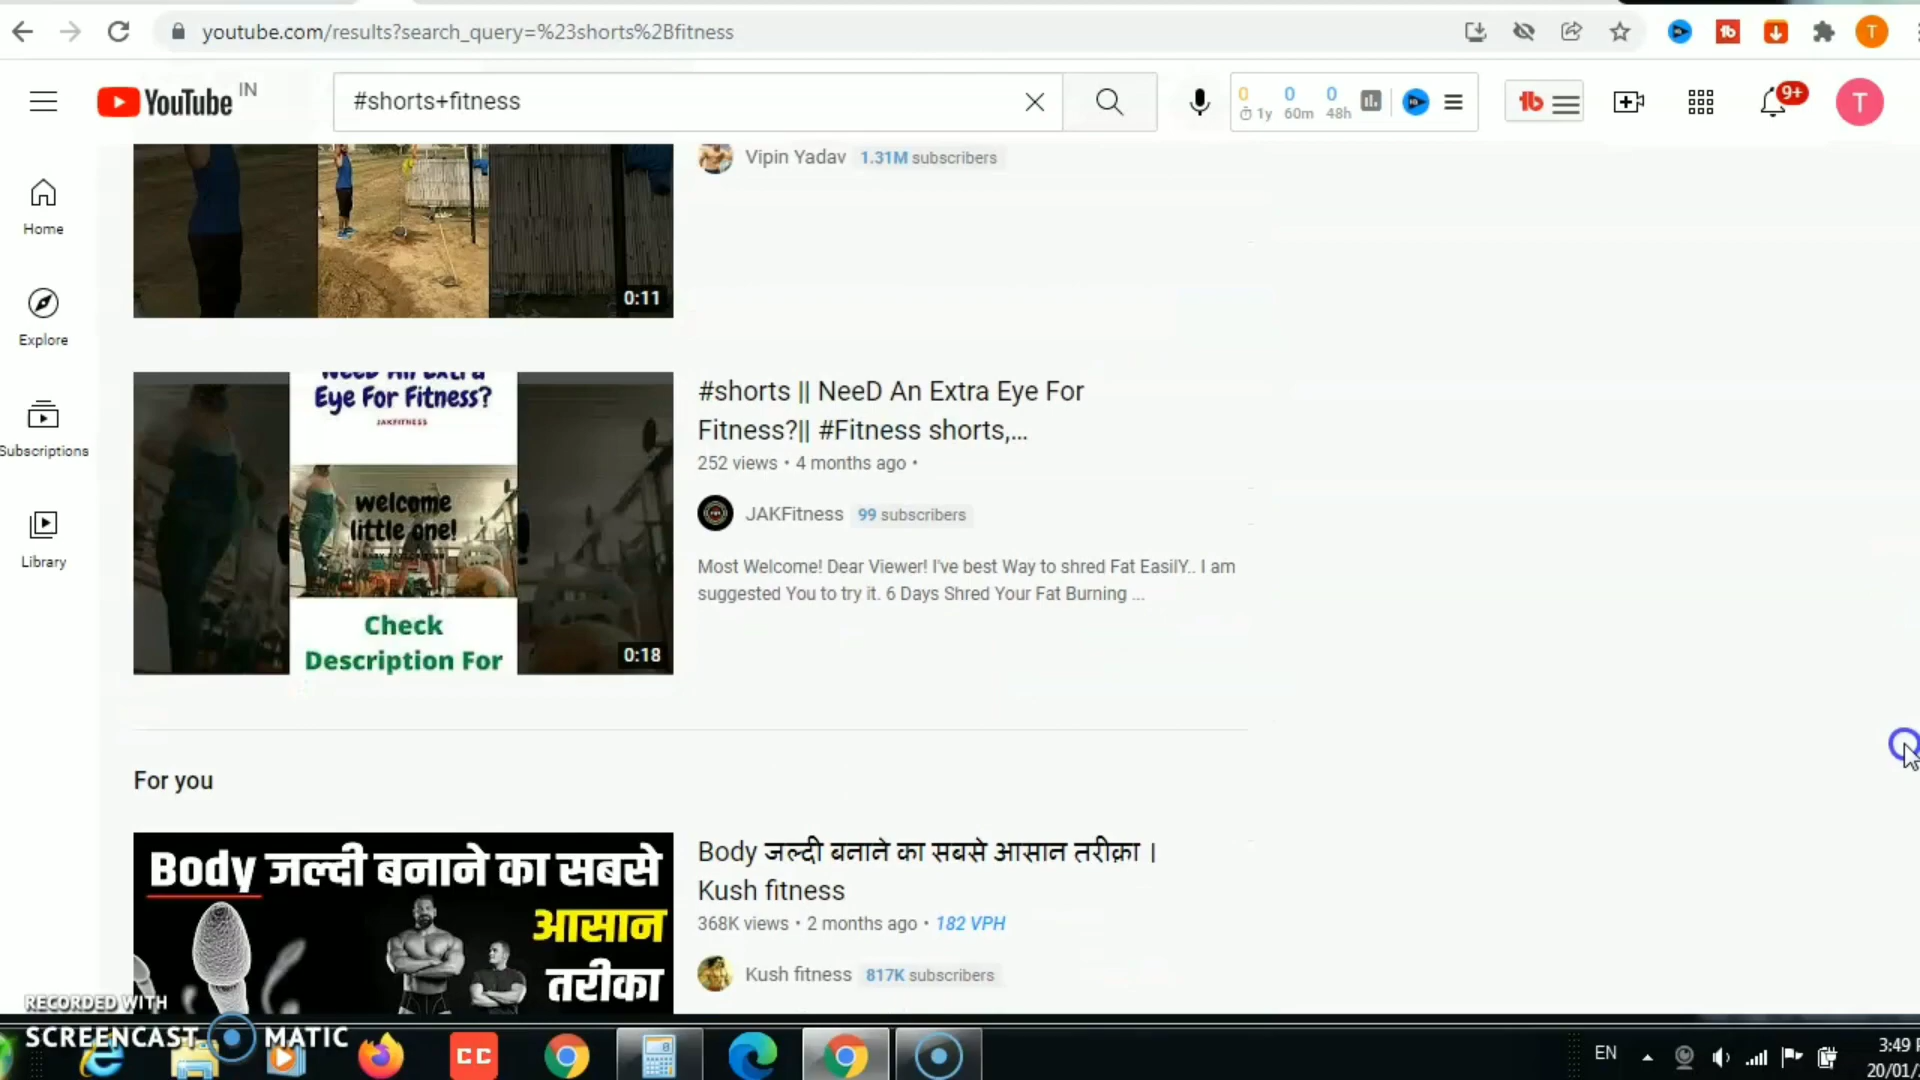 youtube.com/results?search_query=%23shorts%2Bfitness
T
YouTube IN
#shorts+fitness
0 0 0
1y 60m 48h
9+
T
Home
Explore
Subscriptions
Library
0:11
Vipin Yadav 1.31M subscribers
Eye For Fitness?
JAKFITNESS
welcome
little one!
Check
Description For
0:18
#shorts || NeeD An Extra Eye For
Fitness?|| #Fitness shorts,...
252 views • 4 months ago •
JAKFitness 99 subscribers
Most Welcome! Dear Viewer! I've best Way to shred Fat EasilY.. I am
suggested You to try it. 6 Days Shred Your Fat Burning ...
For you
Body जल्दी बनाने का सबसे
आसान
तरीका
Body जल्दी बनाने का सबसे आसान तरीक़ा |
Kush fitness
368K views • 2 months ago • 182 VPH
Kush fitness 817K subscribers
RECORDED WITH
SCREENCAST MATIC
CC
EN
3:49
20/01/